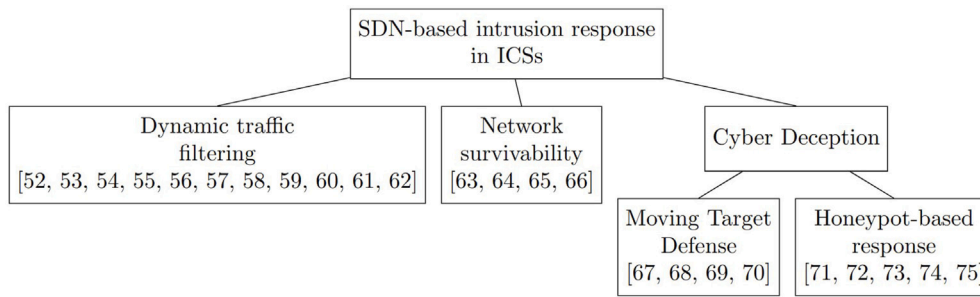 SDN-based intrusion response
in ICSs
Dynamic traffic
filtering
[52, 53, 54, 55, 56, 57, 58, 59, 60, 61, 62]
Network
survivability
[63, 64, 65, 66]
Cyber Deception
Moving Target
Defense
[67, 68, 69, 70]
Honeypot-based
response
[71, 72, 73, 74, 75